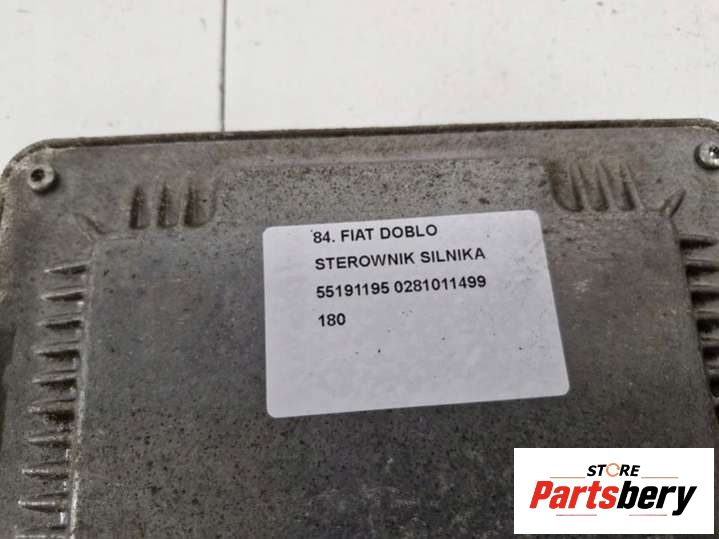 84. FIAT DOBLO
STEROWNIK SILNIKA
55191195 0281011499
180
STORE
Partsbery